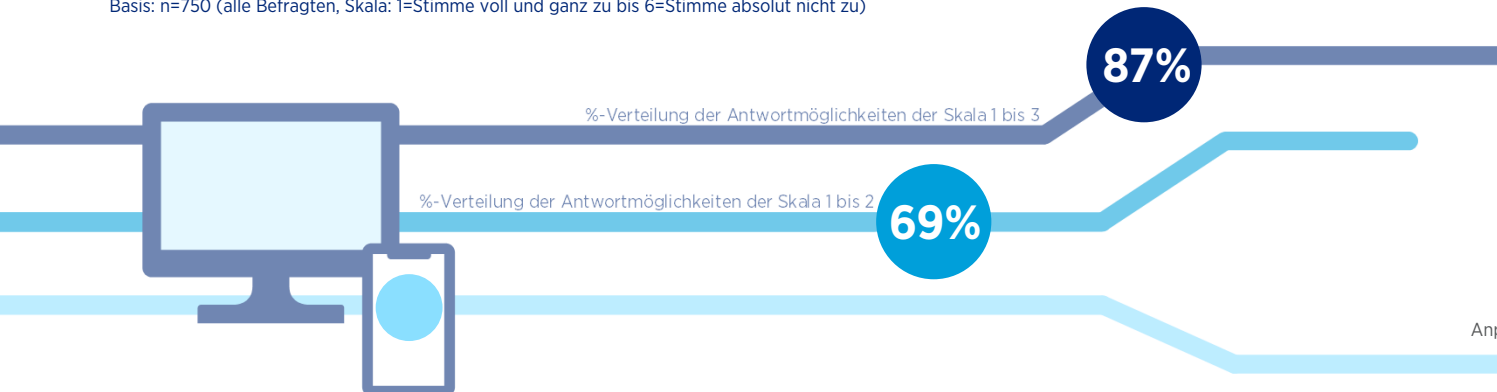 Basis: n=750 (alle Befragten, Skala: 1=Stimme voll und ganz zu bis 6=Stimme absolut nicht zu)
87%
%-Verteilung der Antwortmöglichkeiten der Skala 1 bis 3
%-Verteilung der Antwortmöglichkeiten der Skala 1 bis 2
69%